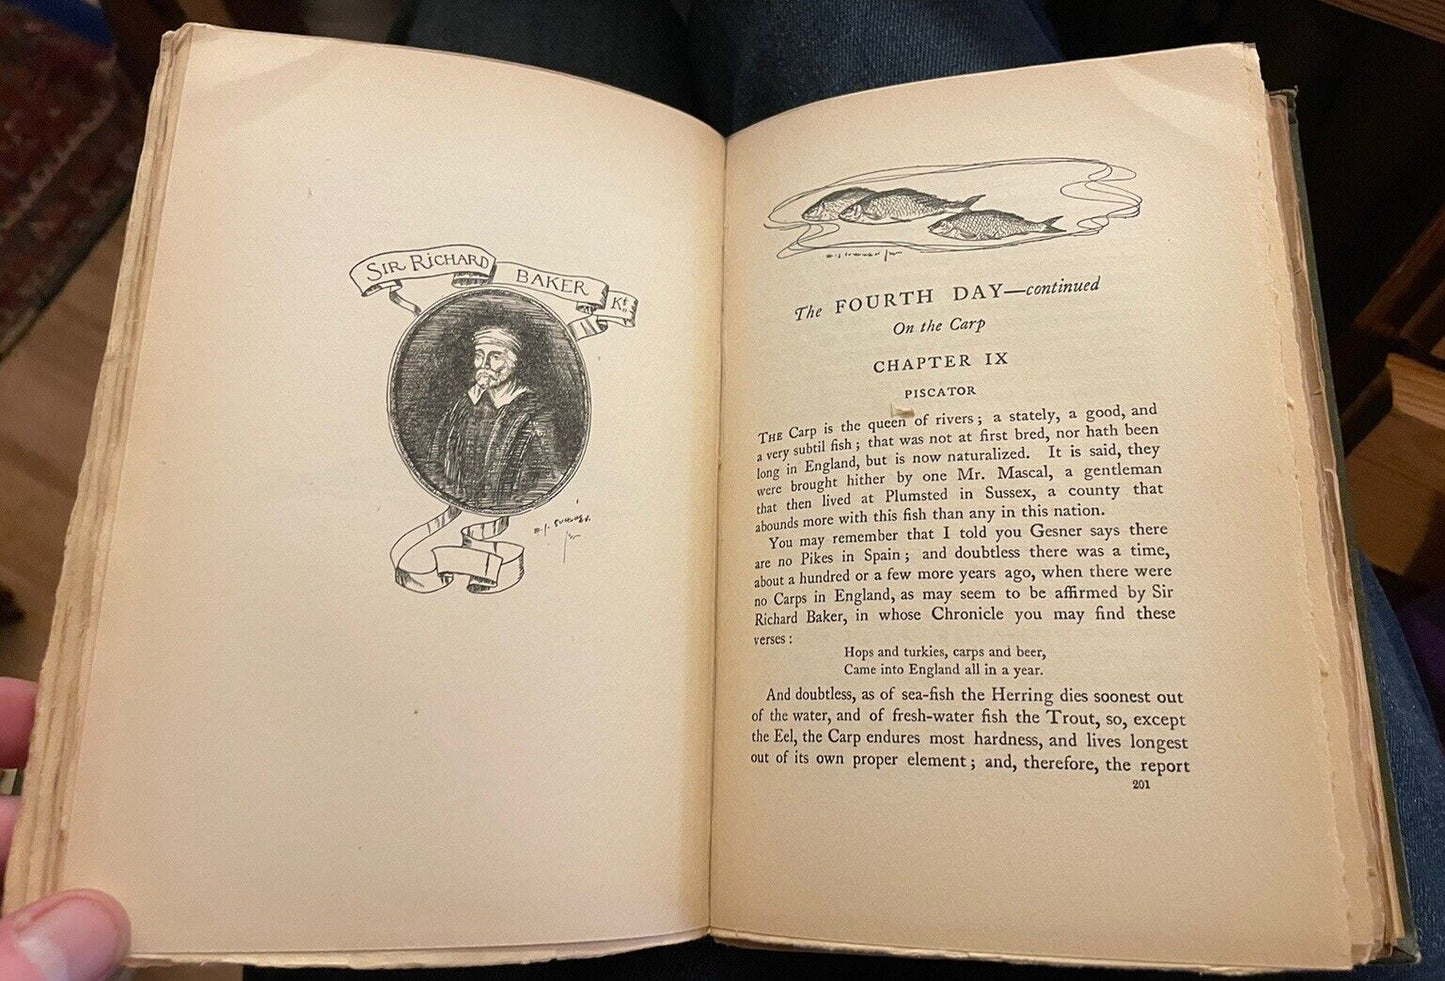 SIR RICHARD BAKER Kt
The FOURTH DAY—continued
On the Carp
CHAPTER IX
PISCATOR
THE Carp is the queen of rivers ; a stately, a good, and
a very subtil fish ; that was not at first bred, nor hath been
long in England, but is now naturalized. It is said, they
were brought hither by one Mr. Mascal, a gentleman
that then lived at Plumsted in Sussex, a county that
abounds more with this fish than any in this nation.
You may remember that I told you Gesner says there
are no Pikes in Spain ; and doubtless there was a time,
about a hundred or a few more years ago, when there were
no Carps in England, as may seem to be affirmed by Sir
Richard Baker, in whose Chronicle you may find these
verses :
Hops and turkies, carps and beer,
Came into England all in a year.
And doubtless, as of sea-fish the Herring dies soonest out
of the water, and of fresh-water fish the Trout, so, except
the Eel, the Carp endures most hardness, and lives longest
out of its own proper element ; and, therefore, the report
201